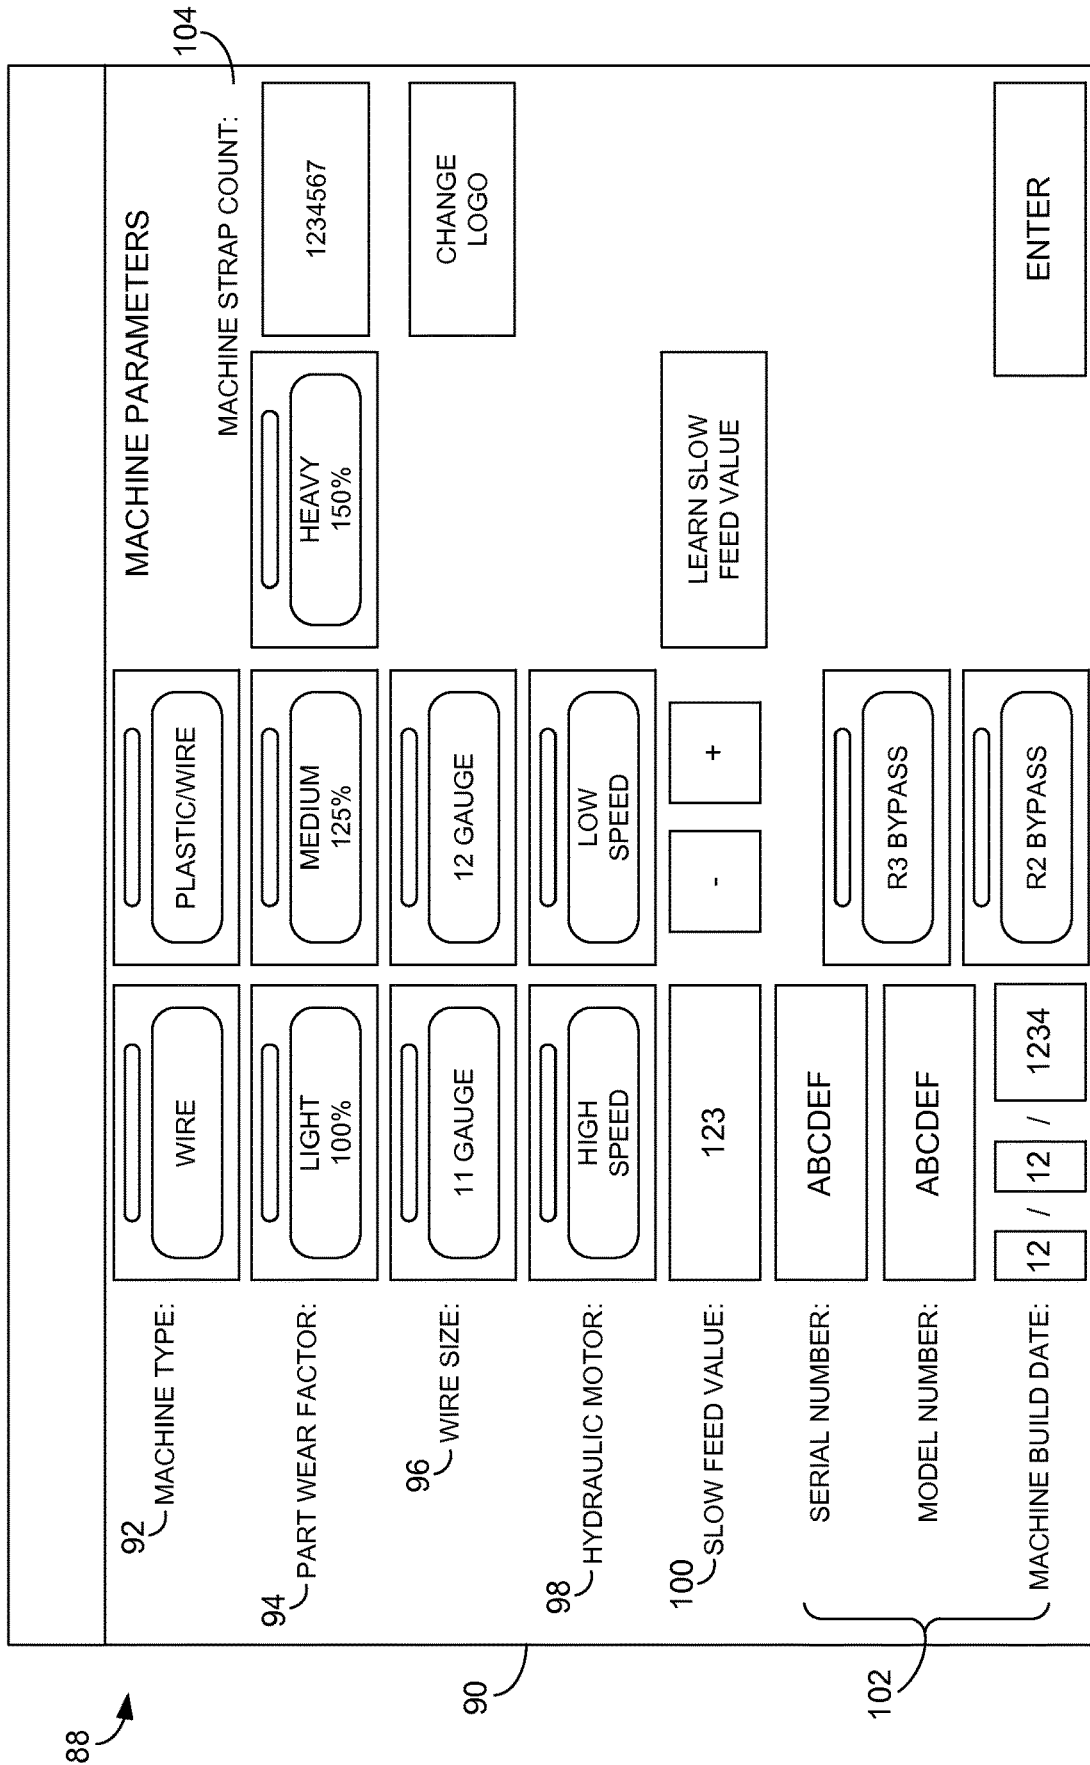 88
90
MACHINE PARAMETERS
92
MACHINE TYPE:
WIRE
PLASTIC/WIRE
MACHINE STRAP COUNT:
104
94
PART WEAR FACTOR:
LIGHT
100%
MEDIUM
125%
HEAVY
150%
1234567
96
WIRE SIZE:
11 GAUGE
12 GAUGE
CHANGE
LOGO
98
HYDRAULIC MOTOR:
HIGH
SPEED
LOW
SPEED
100
SLOW FEED VALUE:
123
-
+
LEARN SLOW
FEED VALUE
102
SERIAL NUMBER:
ABCDEF
R3 BYPASS
MODEL NUMBER:
ABCDEF
R2 BYPASS
MACHINE BUILD DATE:
12 / 12 / 1234
ENTER